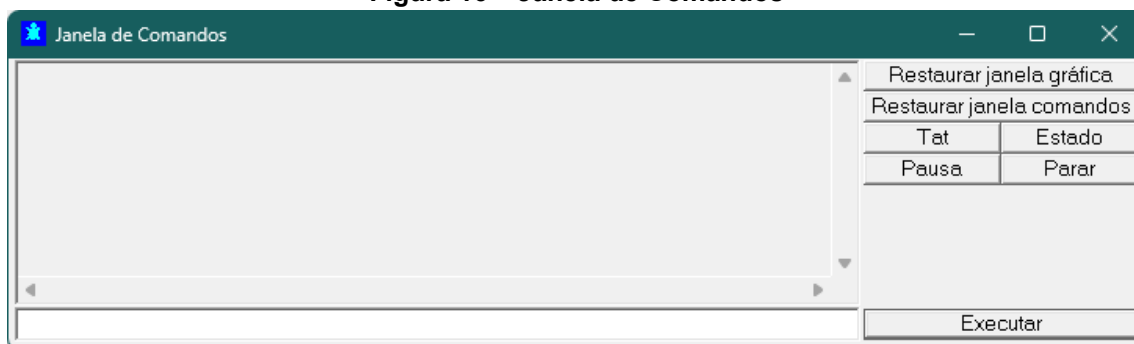 Janela de Comandos
Restaurar janela gráfica
Restaurar janela comandos
Tat Estado
Pausa Parar
Executar